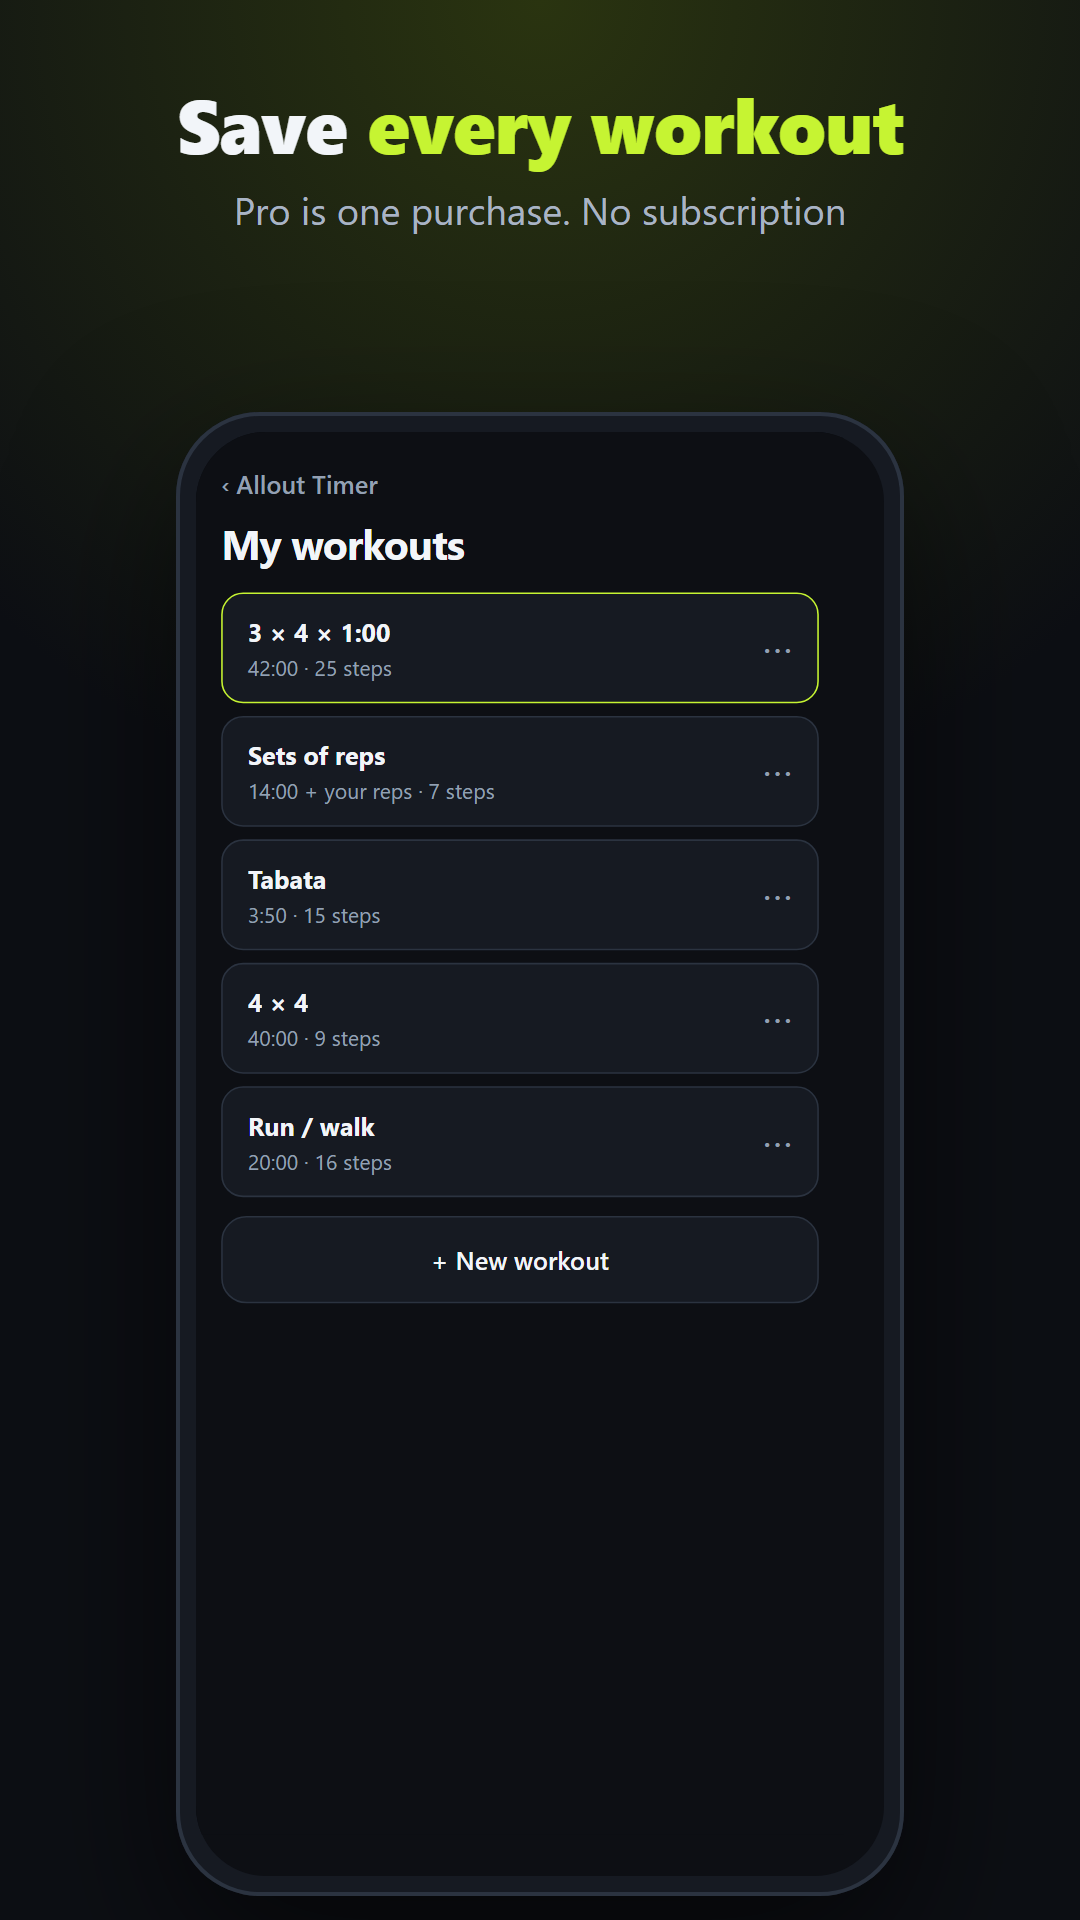 Save every workout
Pro is one purchase. No subscription
‹ Allout Timer
My workouts
3 × 4 × 1:00
42:00 · 25 steps
...
Sets of reps
14:00 + your reps · 7 steps
...
Tabata
3:50 · 15 steps
...
4 × 4
40:00 · 9 steps
...
Run / walk
20:00 · 16 steps
...
+ New workout